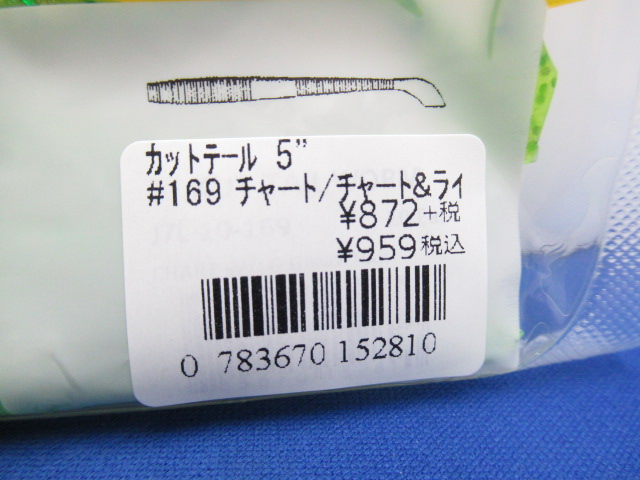 カットテール 5"
#169 チャート/チャート&ライ
¥872+税
¥959税込
0 783670 152810